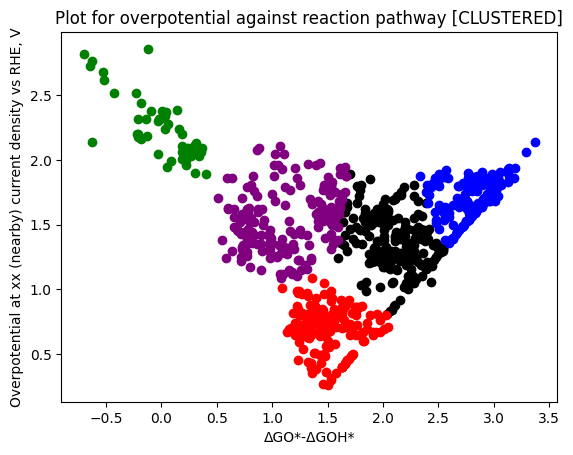 Plot for overpotential against reaction pathway [CLUSTERED]
Overpotential at xx (nearby) current density vs RHE, V
2.5
2.0
1.5
1.0
0.5
−0.5 0.0 0.5 1.0 1.5 2.0 2.5 3.0 3.5
ΔGO*-ΔGOH*